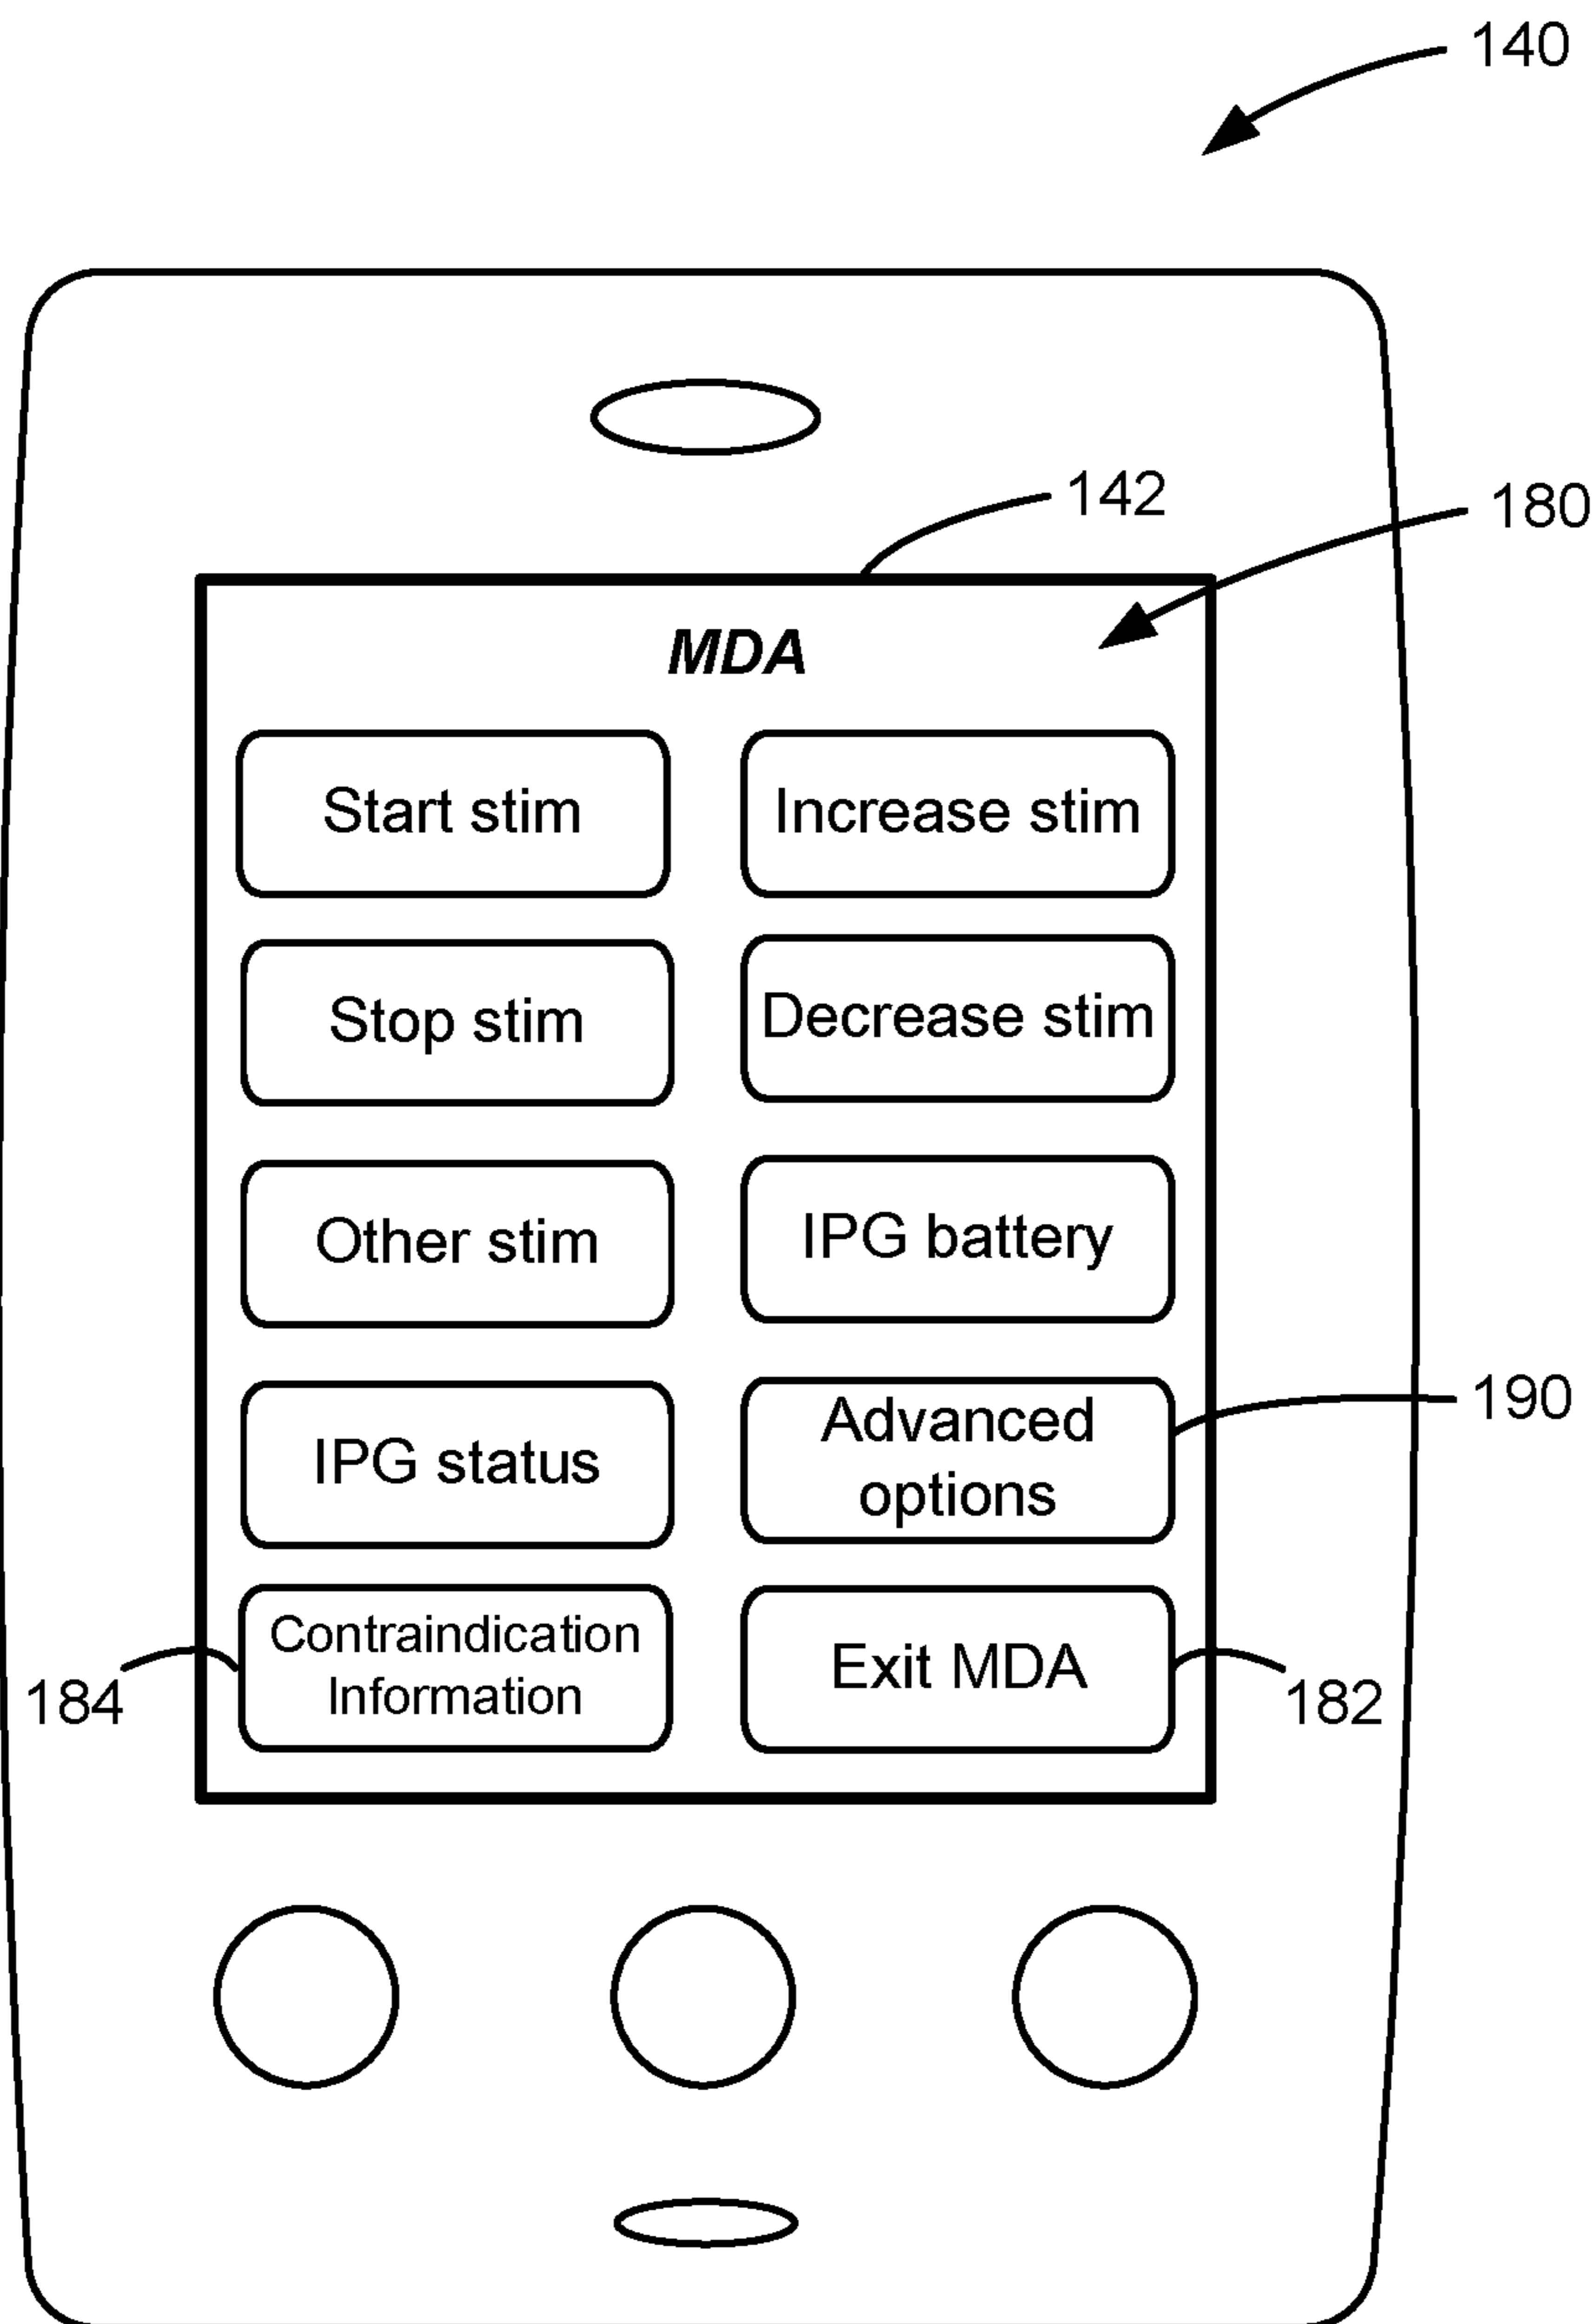 140
142
180
MDA
Start stim
Increase stim
Stop stim
Decrease stim
Other stim
IPG battery
IPG status
Advanced
options
190
Contraindication
Information
Exit MDA
184
182